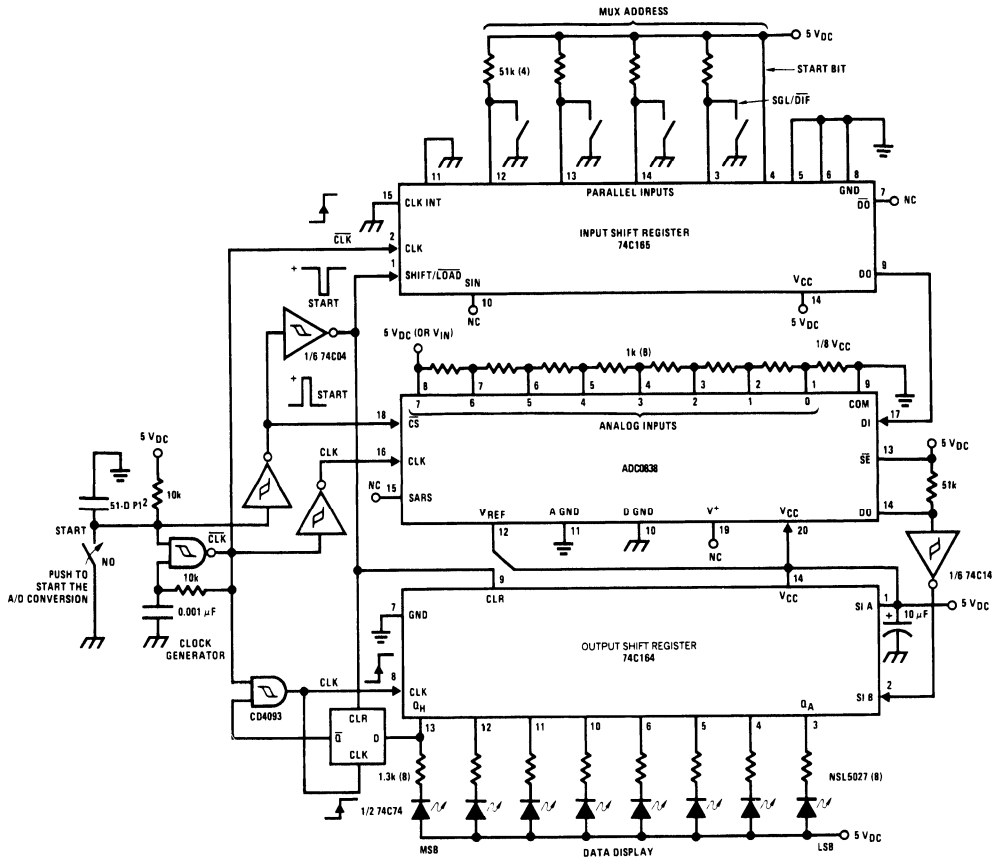 MUX ADDRESS
5 VDC
51k (4)
START BIT
SGL/DIF
11
12
13
14
3
4
5
6
8
PARALLEL INPUTS
GND
7
DO
NC
15
CLK INT
INPUT SHIFT REGISTER
74C165
CLK
2
CLK
1
SHIFT/LOAD
9
DO
+
START
SIN
10
NC
VCC
14
5 VDC
1/6 74C04
5 VDC (OR VIN)
1k (8)
1/8 VCC
+
START
8
7
6
5
4
3
2
1
9
7
6
5
4
3
2
1
0
COM
ANALOG INPUTS
18
CS
17
DI
5 VDC
CLK
16
CLK
ADC0838
SE
13
5 VDC
NC
15
SARS
51k
DO
14
VREF
12
A GND
11
D GND
10
V+
19
NC
VCC
20
51-D P12
10k
START
NO
CLK
PUSH TO
START THE
A/D CONVERSION
10k
0.001 µF
CLOCK
GENERATOR
1/6 74C14
9
CLR
14
VCC
7
GND
SI A
1
5 VDC
+
10 µF
OUTPUT SHIFT REGISTER
74C164
CLK
8
CLK
SI B
2
CD4093
QH
QA
CLR
Q
D
CLK
13
12
11
10
6
5
4
3
1.3k (8)
NSL5027 (8)
1/2 74C74
MSB
DATA DISPLAY
LSB
5 VDC